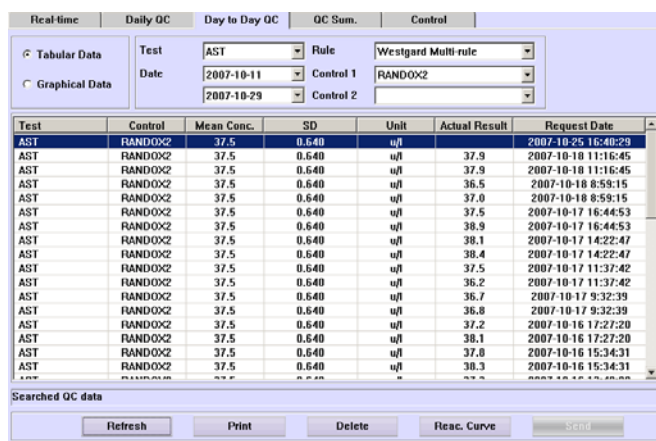 Real-time Daily QC Day to Day QC QC Sum. Control
Tabular Data Test AST Rule Westgard Multi-rule
Date 2007-10-11 Control 1 RANDOX2
Graphical Data
2007-10-29 Control 2
Test Control Mean Conc. SD Unit Actual Result Request Date
AST RANDOX2 37.5 0.640 u/l 2007-10-25 16:40:29
AST RANDOX2 37.5 0.640 u/l 37.9 2007-10-18 11:16:45
AST RANDOX2 37.5 0.640 u/l 37.9 2007-10-18 11:16:45
AST RANDOX2 37.5 0.640 u/l 36.5 2007-10-18 8:59:15
AST RANDOX2 37.5 0.640 u/l 37.0 2007-10-18 8:59:15
AST RANDOX2 37.5 0.640 u/l 37.5 2007-10-17 16:44:53
AST RANDOX2 37.5 0.640 u/l 38.9 2007-10-17 16:44:53
AST RANDOX2 37.5 0.640 u/l 38.1 2007-10-17 14:22:47
AST RANDOX2 37.5 0.640 u/l 38.4 2007-10-17 14:22:47
AST RANDOX2 37.5 0.640 u/l 37.5 2007-10-17 11:37:42
AST RANDOX2 37.5 0.640 u/l 36.2 2007-10-17 11:37:42
AST RANDOX2 37.5 0.640 u/l 36.7 2007-10-17 9:32:39
AST RANDOX2 37.5 0.640 u/l 36.8 2007-10-17 9:32:39
AST RANDOX2 37.5 0.640 u/l 37.2 2007-10-16 17:27:20
AST RANDOX2 37.5 0.640 u/l 38.1 2007-10-16 17:27:20
AST RANDOX2 37.5 0.640 u/l 37.8 2007-10-16 15:34:31
AST RANDOX2 37.5 0.640 u/l 38.3 2007-10-16 15:34:31
Searched QC data
Refresh Print Delete Reac. Curve Send